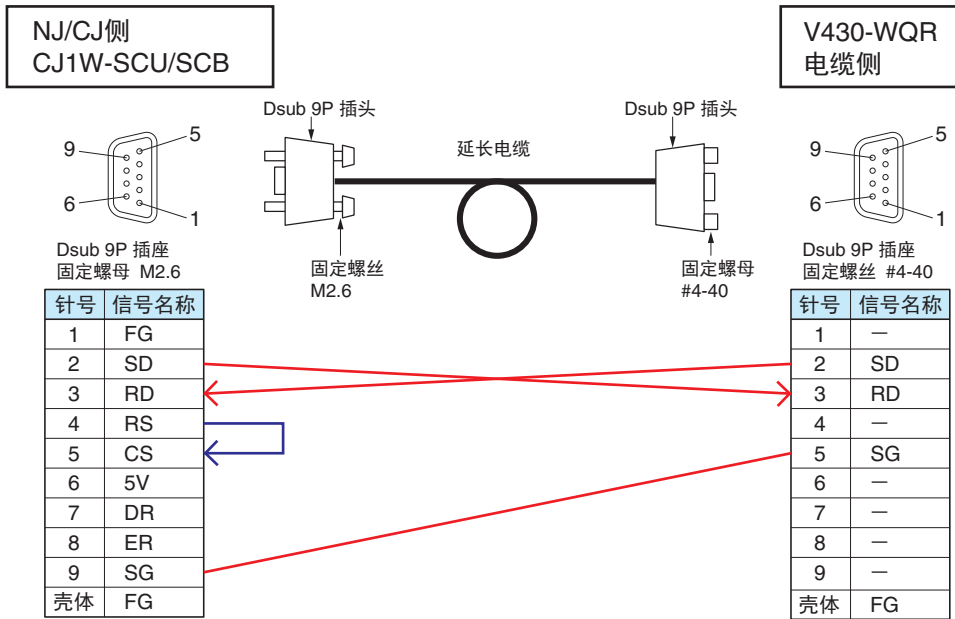 NJ/CJ侧
CJ1W-SCU/SCB
V430-WQR
电缆侧
Dsub 9P 插头
Dsub 9P 插头
延长电缆
9
5
6
1
9
5
6
1
Dsub 9P 插座
固定螺母 M2.6
固定螺丝
M2.6
固定螺母
#4-40
Dsub 9P 插座
固定螺丝 #4-40
针号 信号名称
1 FG
2 SD
3 RD
4 RS
5 CS
6 5V
7 DR
8 ER
9 SG
壳体 FG
针号 信号名称
1 —
2 SD
3 RD
4 —
5 SG
6 —
7 —
8 —
9 —
壳体 FG